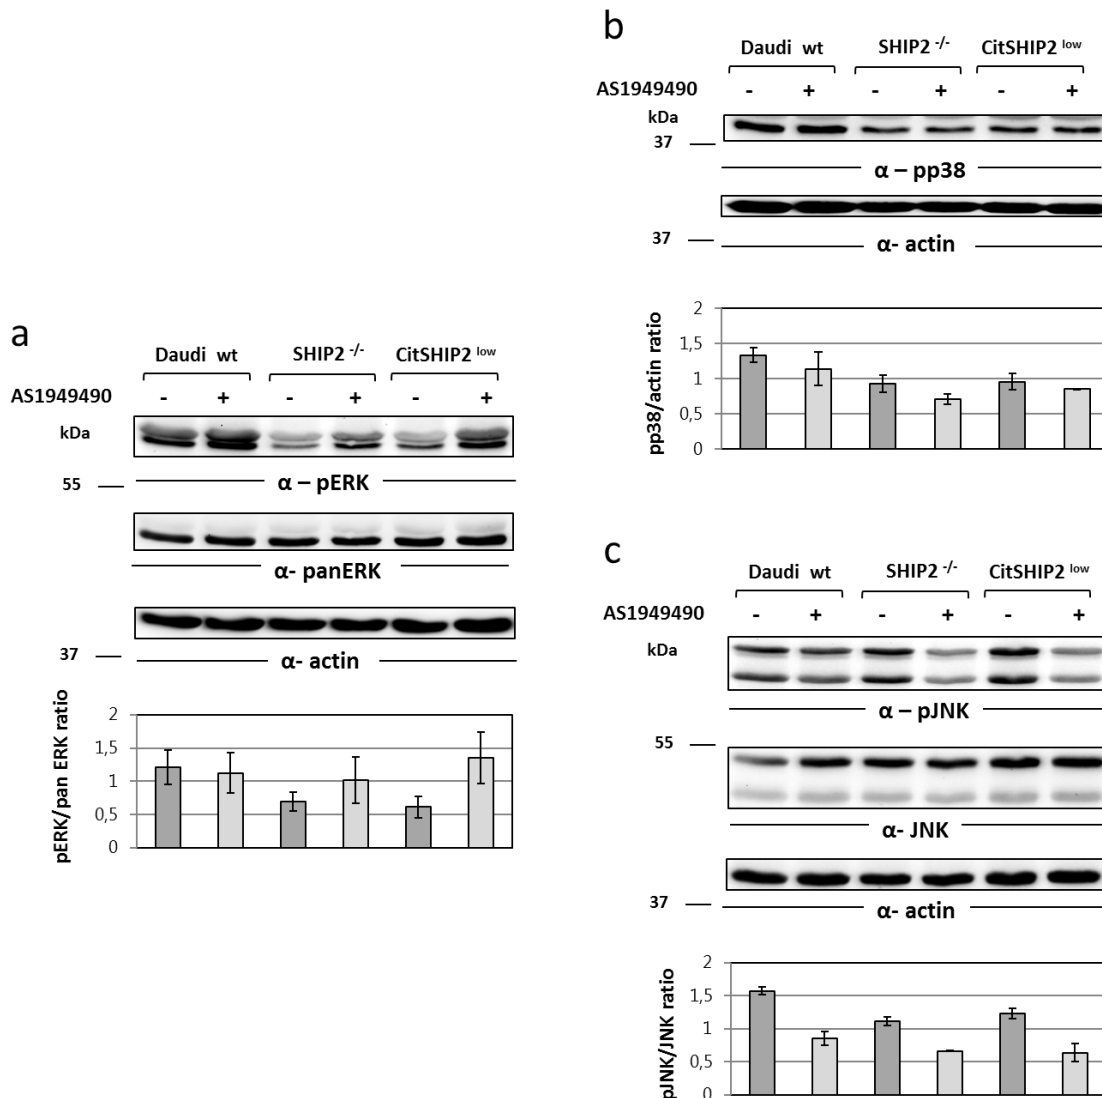 a
Daudi wt SHIP2 -/- CitSHIP2 low
AS1949490 - + - + - +
kDa
α – pERK
55
α- panERK
α- actin
37
pERK/pan ERK ratio
2
1,5
1
0,5
0
b
Daudi wt SHIP2 -/- CitSHIP2 low
AS1949490 - + - + - +
kDa
37
α – pp38
37
α- actin
pp38/actin ratio
2
1,5
1
0,5
0
c
Daudi wt SHIP2 -/- CitSHIP2 low
AS1949490 - + - + - +
kDa
α – pJNK
55
α- JNK
37
α- actin
pJNK/JNK ratio
2
1,5
1
0,5
0